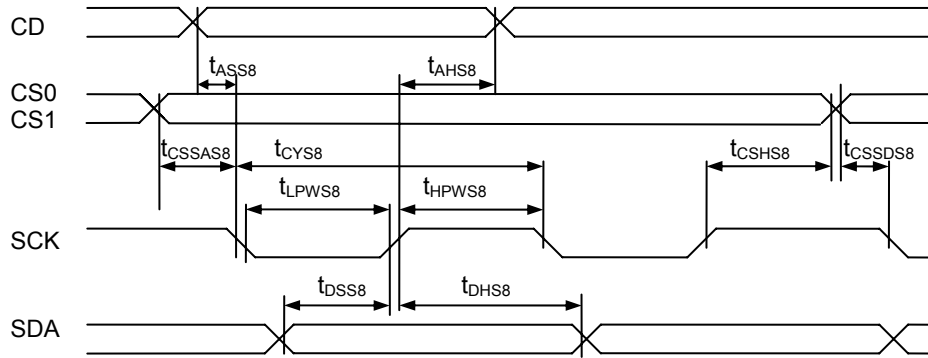 CD
tASS8 tAHS8
CS0
CS1
tCSSAS8 tCYS8 tCSHS8 tCSSDS8
tLPWS8 tHPWS8
SCK
tDSS8 tDHS8
SDA